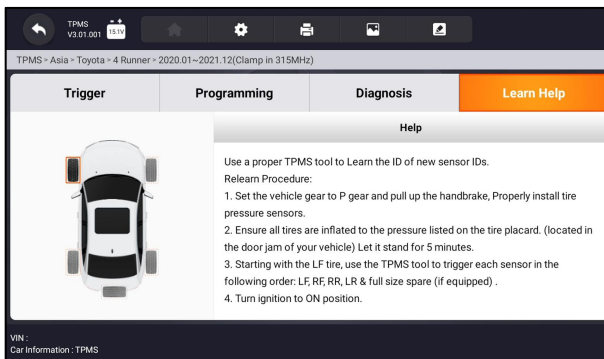 TPMS
V3.01.001
15.1V
TPMS > Asia > Toyota > 4 Runner > 2020.01~2021.12(Clamp in 315MHz)
Trigger Programming Diagnosis Learn Help
Help
Use a proper TPMS tool to Learn the ID of new sensor IDs.
Relearn Procedure:
1. Set the vehicle gear to P gear and pull up the handbrake, Properly install tire
pressure sensors.
2. Ensure all tires are inflated to the pressure listed on the tire placard. (located in
the door jam of your vehicle) Let it stand for 5 minutes.
3. Starting with the LF tire, use the TPMS tool to trigger each sensor in the
following order: LF, RF, RR, LR & full size spare (if equipped) .
4. Turn ignition to ON position.
VIN :
Car Information : TPMS